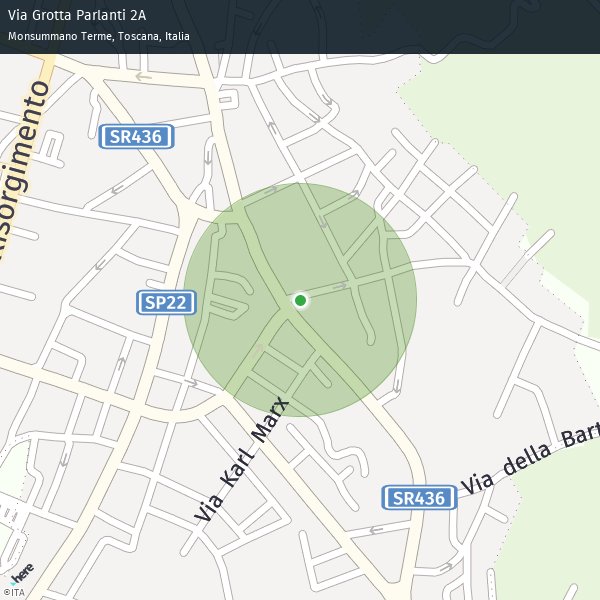 Via Grotta Parlanti 2A
Monsummano Terme, Toscana, Italia
SR436
SP22
Via Karl Marx
Via della Bart
SR436
here
©ITA